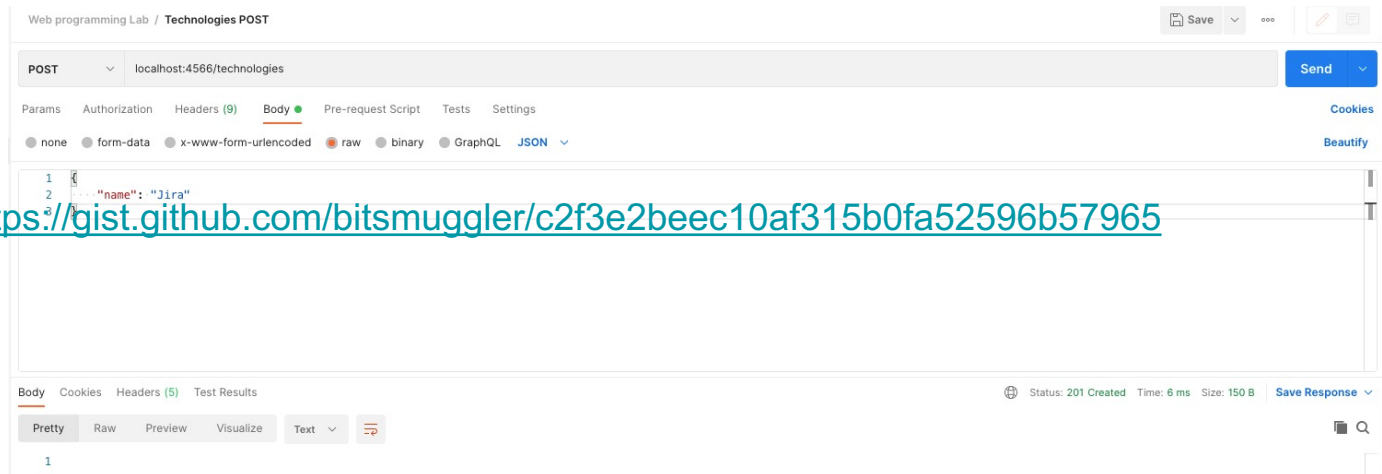 Web programming Lab / Technologies POST
Save
POST localhost:4566/technologies Send
Params Authorization Headers (9) Body Pre-request Script Tests Settings Cookies
none form-data x-www-form-urlencoded raw binary GraphQL JSON Beautify
1 {
2 "name": "Jira"
3 }
tps://gist.github.com/bitsmuggler/c2f3e2beec10af315b0fa52596b57965
Body Cookies Headers (5) Test Results Status: 201 Created Time: 6 ms Size: 150 B Save Response
Pretty Raw Preview Visualize Text
1